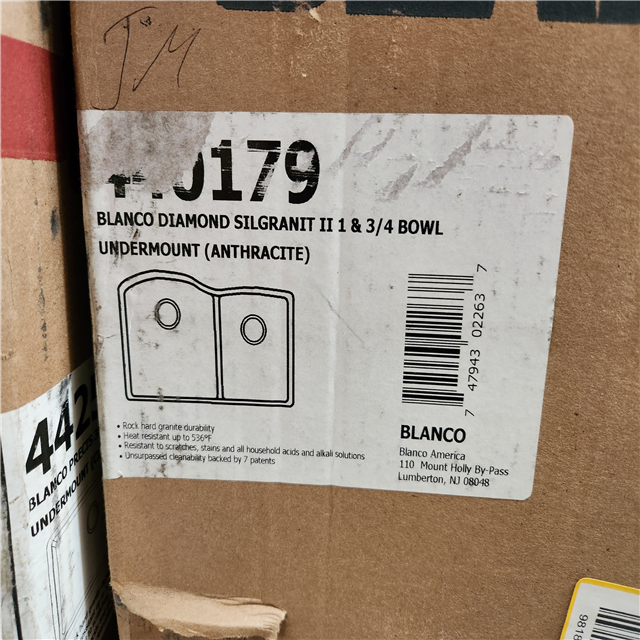 J.M
440179
BLANCO DIAMOND SILGRANIT II 1 & 3/4 BOWL
UNDERMOUNT (ANTHRACITE)
• Rock hard granite durability
• Heat resistant up to 536°F
• Resistant to scratches, stains and all household acids and alkali solutions
• Unsurpassed cleanability backed by 7 patents
7 47943 02263 7
BLANCO
Blanco America
110 Mount Holly By-Pass
Lumberton, NJ 08048
442
BLANCO
UNDERMOUNT